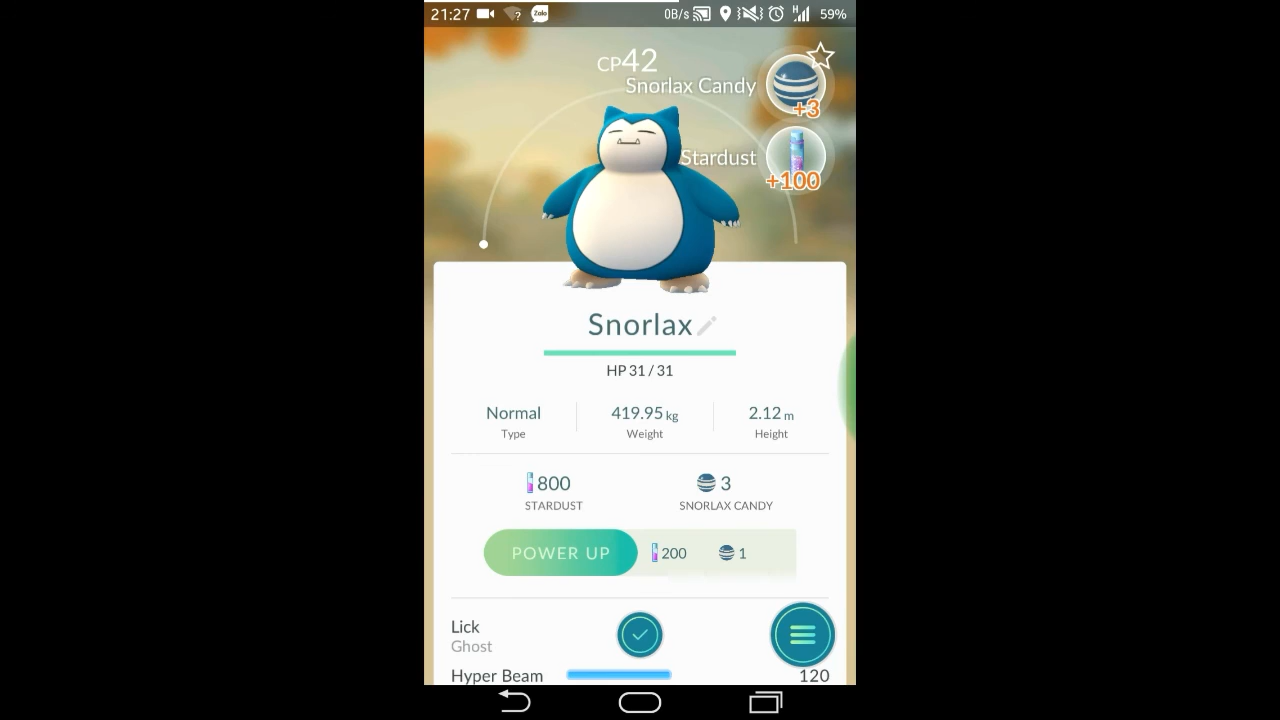 21:27 ? Zalo 0B/s H 59%
CP42
Snorlax Candy
+3
Stardust
+100
Snorlax
HP 31 / 31
Normal 419.95 kg 2.12 m
Type Weight Height
800 3
STARDUST SNORLAX CANDY
POWER UP 200 1
Lick
Ghost
Hyper Beam 120